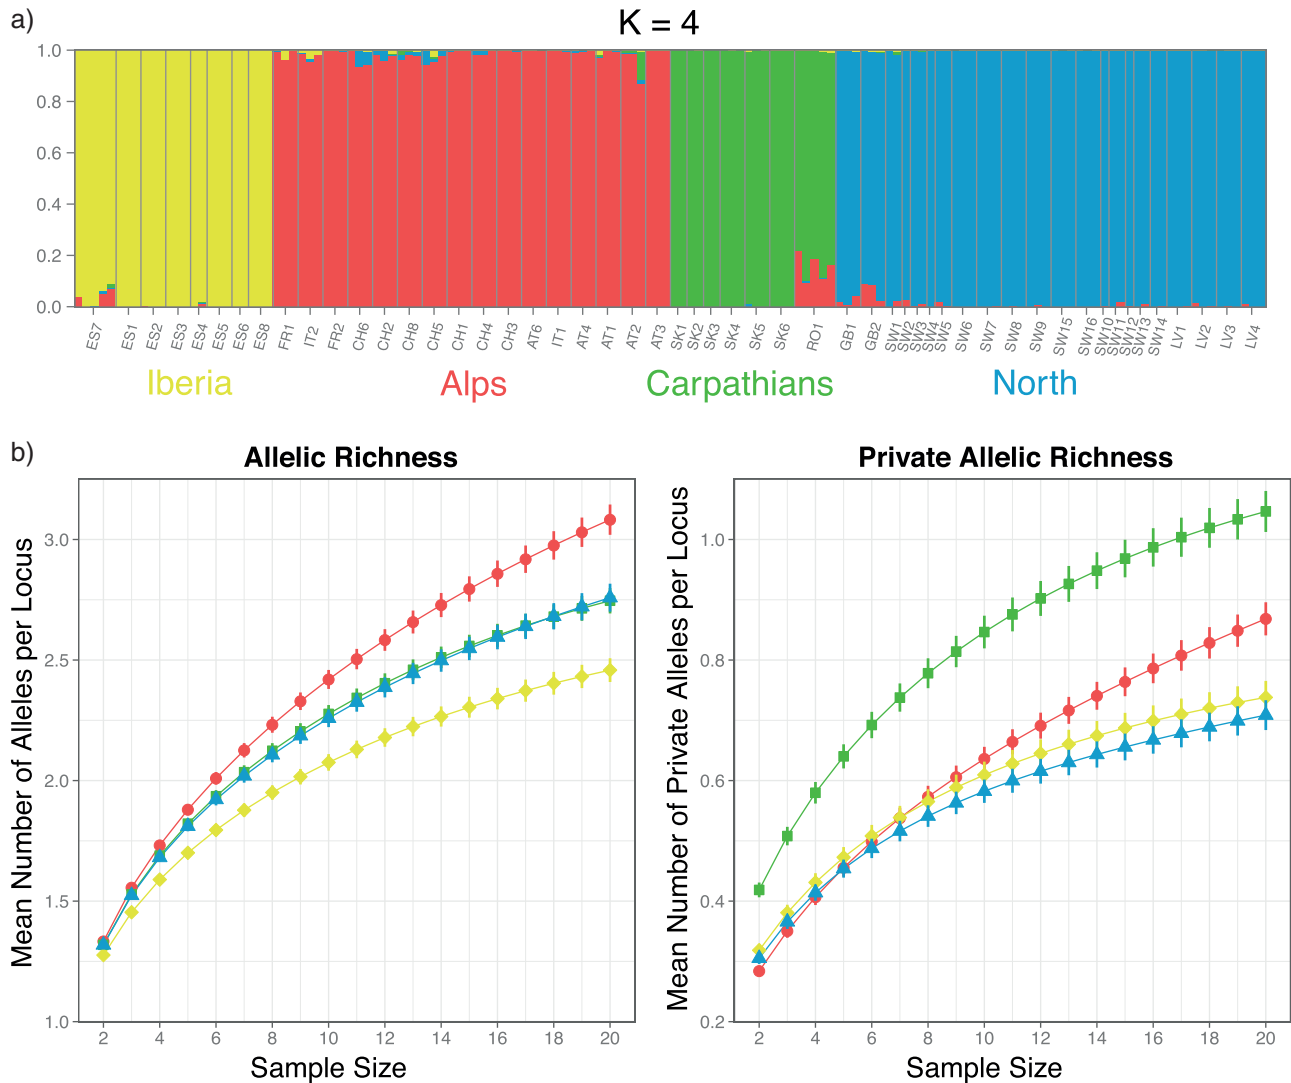 a)
K = 4
1.0
0.8
0.6
0.4
0.2
0.0
ES7 ES1 ES2 ES3 ES4 ES5 ES6 ES8 FR1 IT2 FR2 CH6 CH2 CH8 CH5 CH1 CH4 CH3 AT6 IT1 AT4 AT1 AT2 AT3 SK1 SK2 SK3 SK4 SK5 SK6 RO1 GB1 GB2 SW1 SW2 SW3 SW4 SW5 SW6 SW7 SW8 SW9 SW15 SW16 SW10 SW11 SW12 SW13 SW14 LV1 LV2 LV3 LV4
Iberia Alps Carpathians North
b)
Allelic Richness
Mean Number of Alleles per Locus
3.0
2.5
2.0
1.5
1.0
2 4 6 8 10 12 14 16 18 20
Sample Size
Private Allelic Richness
Mean Number of Private Alleles per Locus
1.0
0.8
0.6
0.4
0.2
2 4 6 8 10 12 14 16 18 20
Sample Size